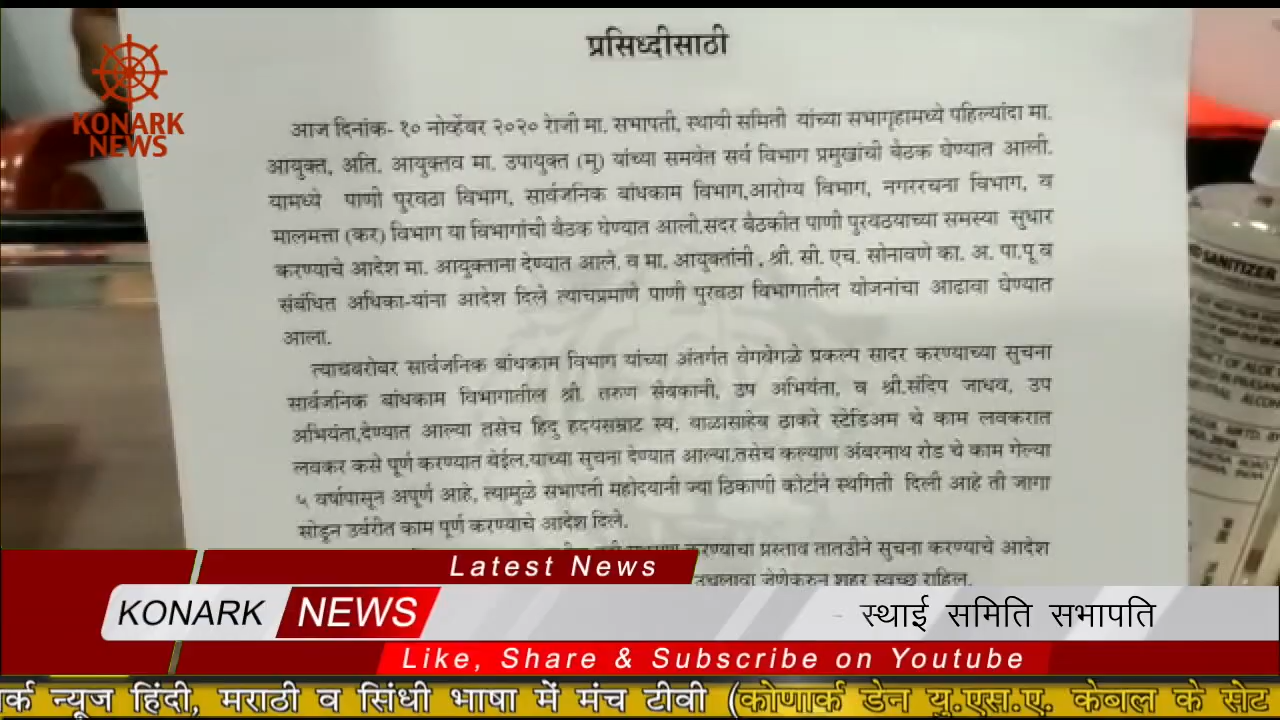 प्रसिध्दीसाठी
KONARK
NEWS
आज दिनांक- १० नोव्हेंबर २०२० रोजी मा. सभापती, स्थायी समिती यांच्या सभागृहामध्ये पहिल्यांदा मा.
आयुक्त, अति. आयुक्तव मा. उपायुक्त (मू) यांच्या समवेत सर्व विभाग प्रमुखांची बैठक घेण्यात आली.
यामध्ये पाणी पुरवठा विभाग, सार्वजनिक बांधकाम विभाग,आरोग्य विभाग, नगररचना विभाग, व
मालमत्ता (कर) विभाग या विभागांची बैठक घेण्यात आली.सदर बैठकीत पाणी पुरवठयाच्या समस्या सुधार
करण्याचे आदेश मा. आयुक्ताना देण्यात आले. व मा. आयुक्तांनी , श्री. सी. एच. सोनावणे का. अ. पा.पू व
संबंधित अधिका-यांना आदेश दिले त्याचप्रमाणे पाणी पुरवठा विभागातील योजनांचा आढावा घेण्यात
आला.
त्याचबरोबर सार्वजनिक बांधकाम विभाग यांच्या अंतर्गत वेगवेगळे प्रकल्प सादर करण्याच्या सुचना
सार्वजनिक बांधकाम विभागातील श्री. तरुण सेवकानी, उप अभियंता, व श्री.संदिप जाधव, उप
अभियंता,देण्यात आल्या तसेच हिदु हदयसम्राट स्व. बाळासाहेब ठाकरे स्टेडिअम चे काम लवकरात
लवकर कसे पूर्ण करण्यात येईल.याच्या सुचना देण्यात आल्या.तसेच कल्याण अंबरनाथ रोड चे काम गेल्या
५ वर्षापासून अपूर्ण आहे, त्यामुळे सभापती महोदयानी ज्या ठिकाणी कोर्टाने स्थगिती दिली आहे ती जागा
सोडून उर्वरीत काम पूर्ण करण्याचे आदेश दिले.
करण्याचा प्रस्ताव तातडीने सुचना करण्याचे आदेश
उचलावा जेणेकरुन शहर स्वच्छ राहिल.
SANITIZER
Latest News
KONARK NEWS
- स्थाई समिति सभापति
Like, Share & Subscribe on Youtube
र्क न्यूज हिंदी, मराठी व सिंधी भाषा में मंच टीवी (कोणार्क डेन यू.एस.ए. केबल के सेट